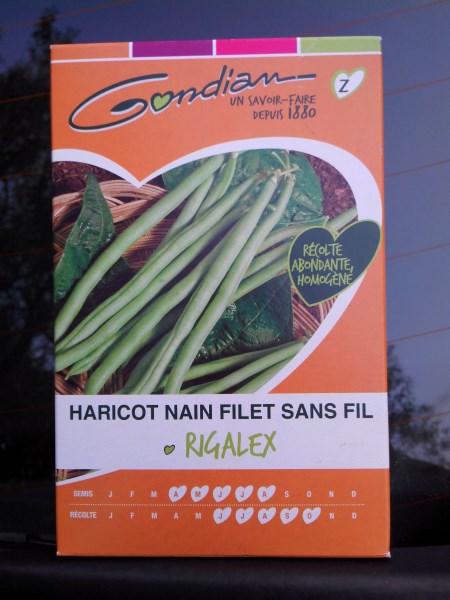 Gondian
UN SAVOIR-FAIRE
DEPUIS 1880
Z
RÉCOLTE
ABONDANTE,
HOMOGÈNE
HARICOT NAIN FILET SANS FIL
RIGALEX
SEMIS J F M A M J J A S O N D
RÉCOLTE J F M A M J J A S O N D